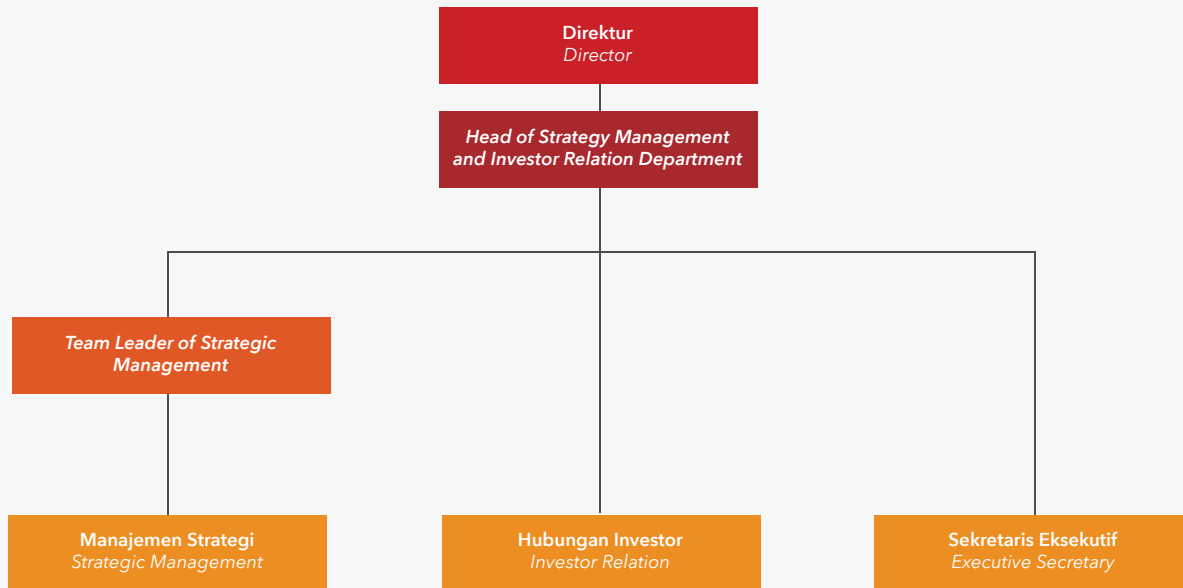 Direktur
Director
Head of Strategy Management
and Investor Relation Department
Team Leader of Strategic
Management
Manajemen Strategi
Strategic Management
Hubungan Investor
Investor Relation
Sekretaris Eksekutif
Executive Secretary